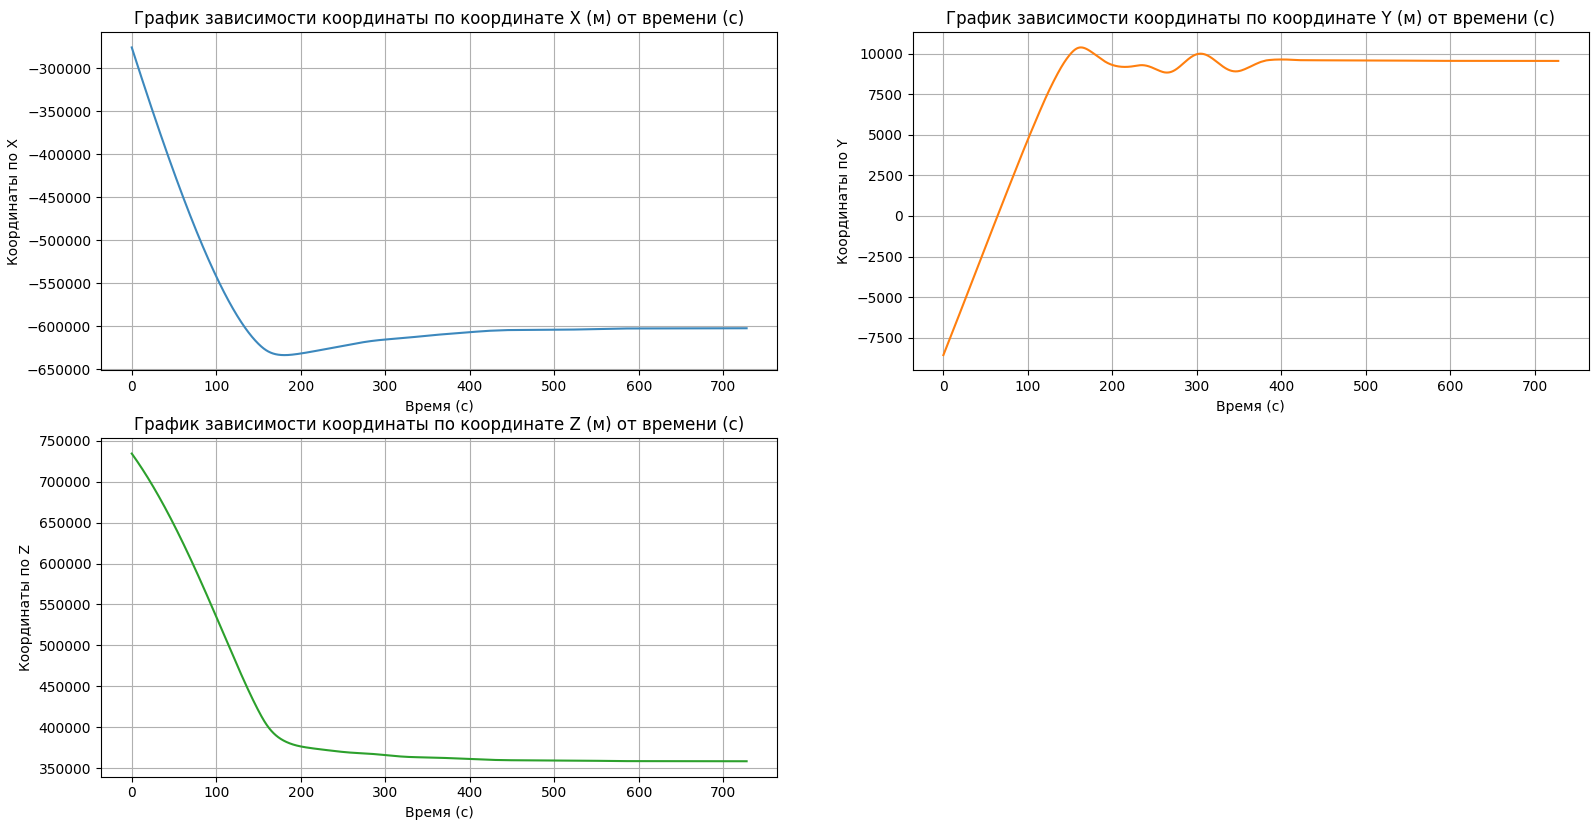 График зависимости координаты по координате X (м) от времени (с)
Координаты по X
−300000
−350000
−400000
−450000
−500000
−550000
−600000
−650000
0 100 200 300 400 500 600 700
Время (с)
График зависимости координаты по координате Y (м) от времени (с)
Координаты по Y
10000
7500
5000
2500
0
−2500
−5000
−7500
0 100 200 300 400 500 600 700
Время (с)
График зависимости координаты по координате Z (м) от времени (с)
Координаты по Z
750000
700000
650000
600000
550000
500000
450000
400000
350000
0 100 200 300 400 500 600 700
Время (с)